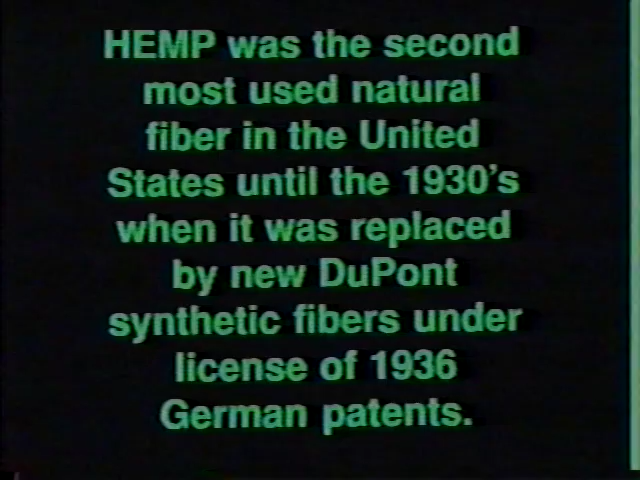 HEMP was the second
most used natural
fiber in the United
States until the 1930's
when it was replaced
by new DuPont
synthetic fibers under
license of 1936
German patents.